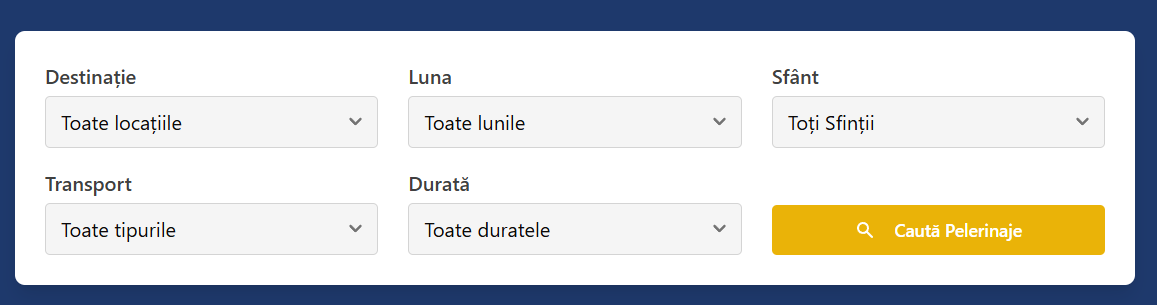 Destinație
Luna
Sfânt
Toate locațiile
Toate lunile
Toți Sfinții
Transport
Durată
Toate tipurile
Toate duratele
Caută Pelerinaje